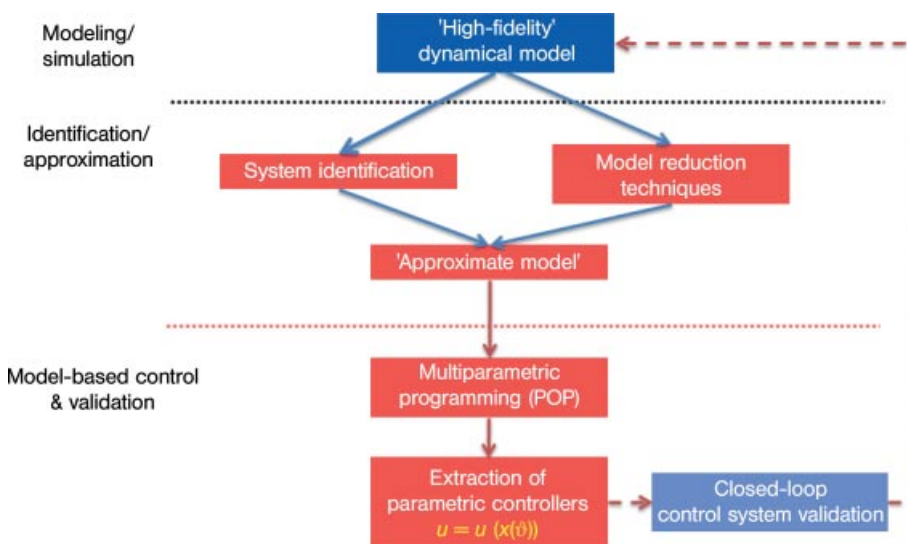 Modeling/
simulation
'High-fidelity'
dynamical model
Identification/
approximation
System identification
Model reduction
techniques
'Approximate model'
Model-based control
& validation
Multiparametric
programming (POP)
Extraction of
parametric controllers
u = u (x(ϑ))
Closed-loop
control system validation